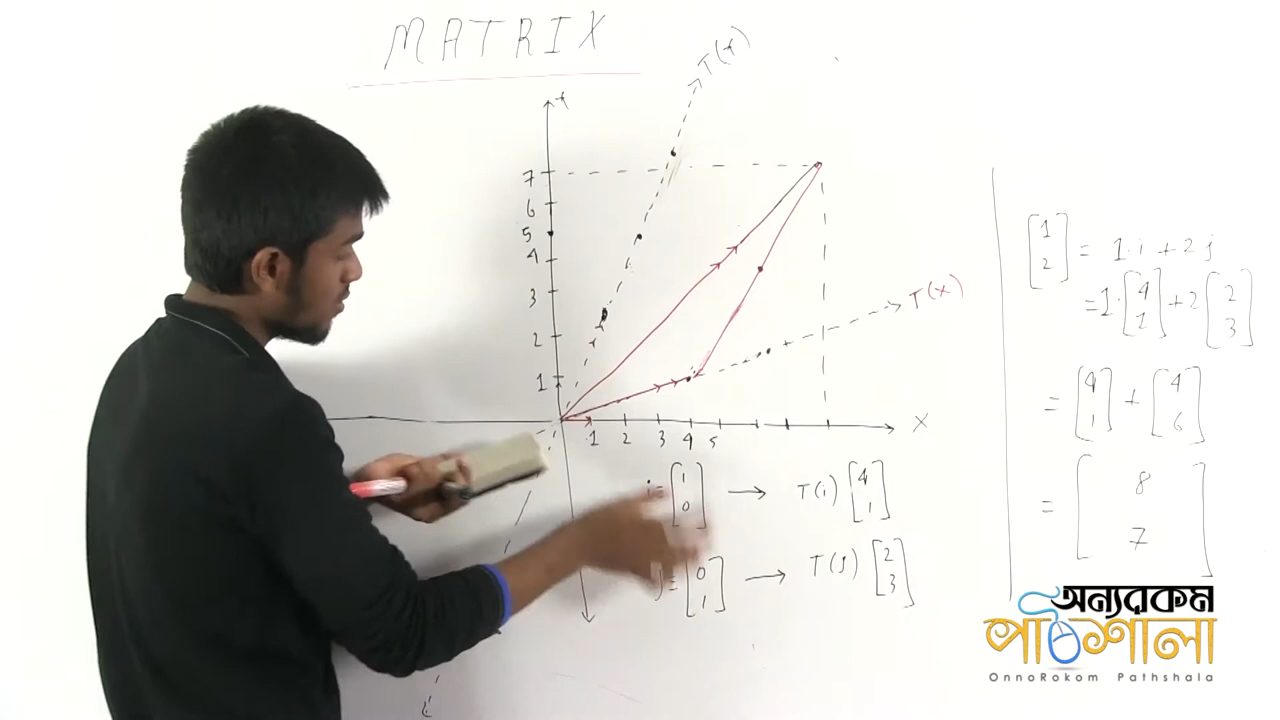 MATRIX
T(Y)
Y
7
6
5
4
3
2
1
T(X)
X
1 2 3 4 5
i = [1 0] → T(i) [4 1]
j = [0 1] → T(j) [2 3]
[1 2] = 1.i + 2j
= 1.[4 1] + 2[2 3]
= [4 1] + [4 6]
= [8 7]
অন্যরকম
পাঠশালা
OnnoRokom Pathshala